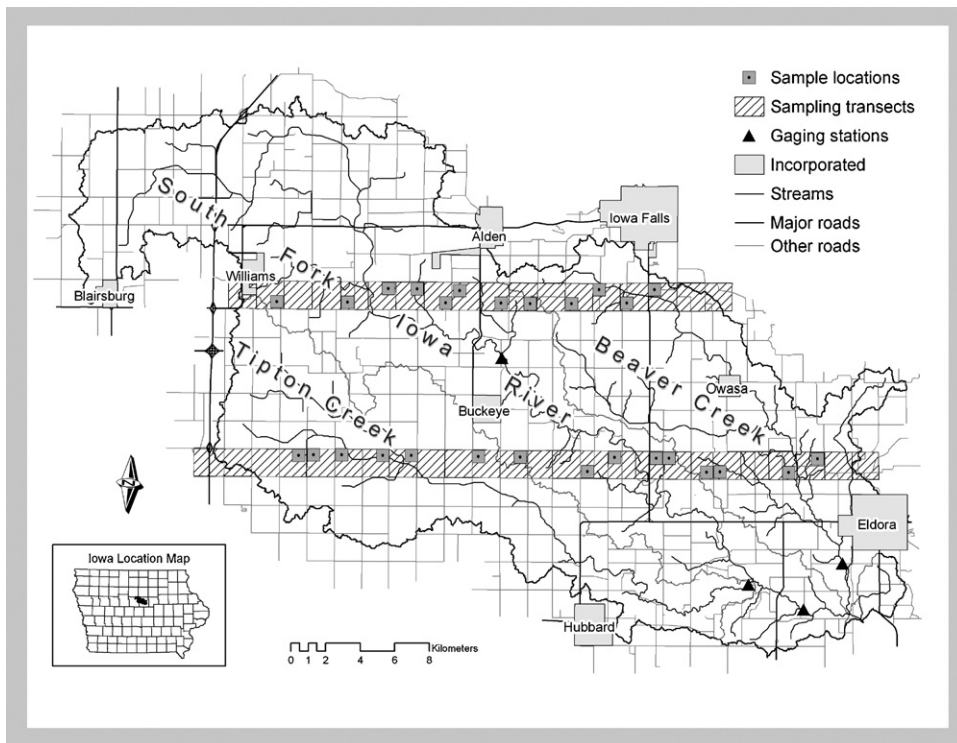 Sample locations
Sampling transects
Gaging stations
Incorporated
Streams
Major roads
Other roads
South Fork Iowa River
Iowa Falls
Alden
Williams
Blairsburg
Tipton Creek
Beaver Creek
Owasa
Buckeye
Eldora
Hubbard
N
Iowa Location Map
Kilometers
0 1 2 4 6 8